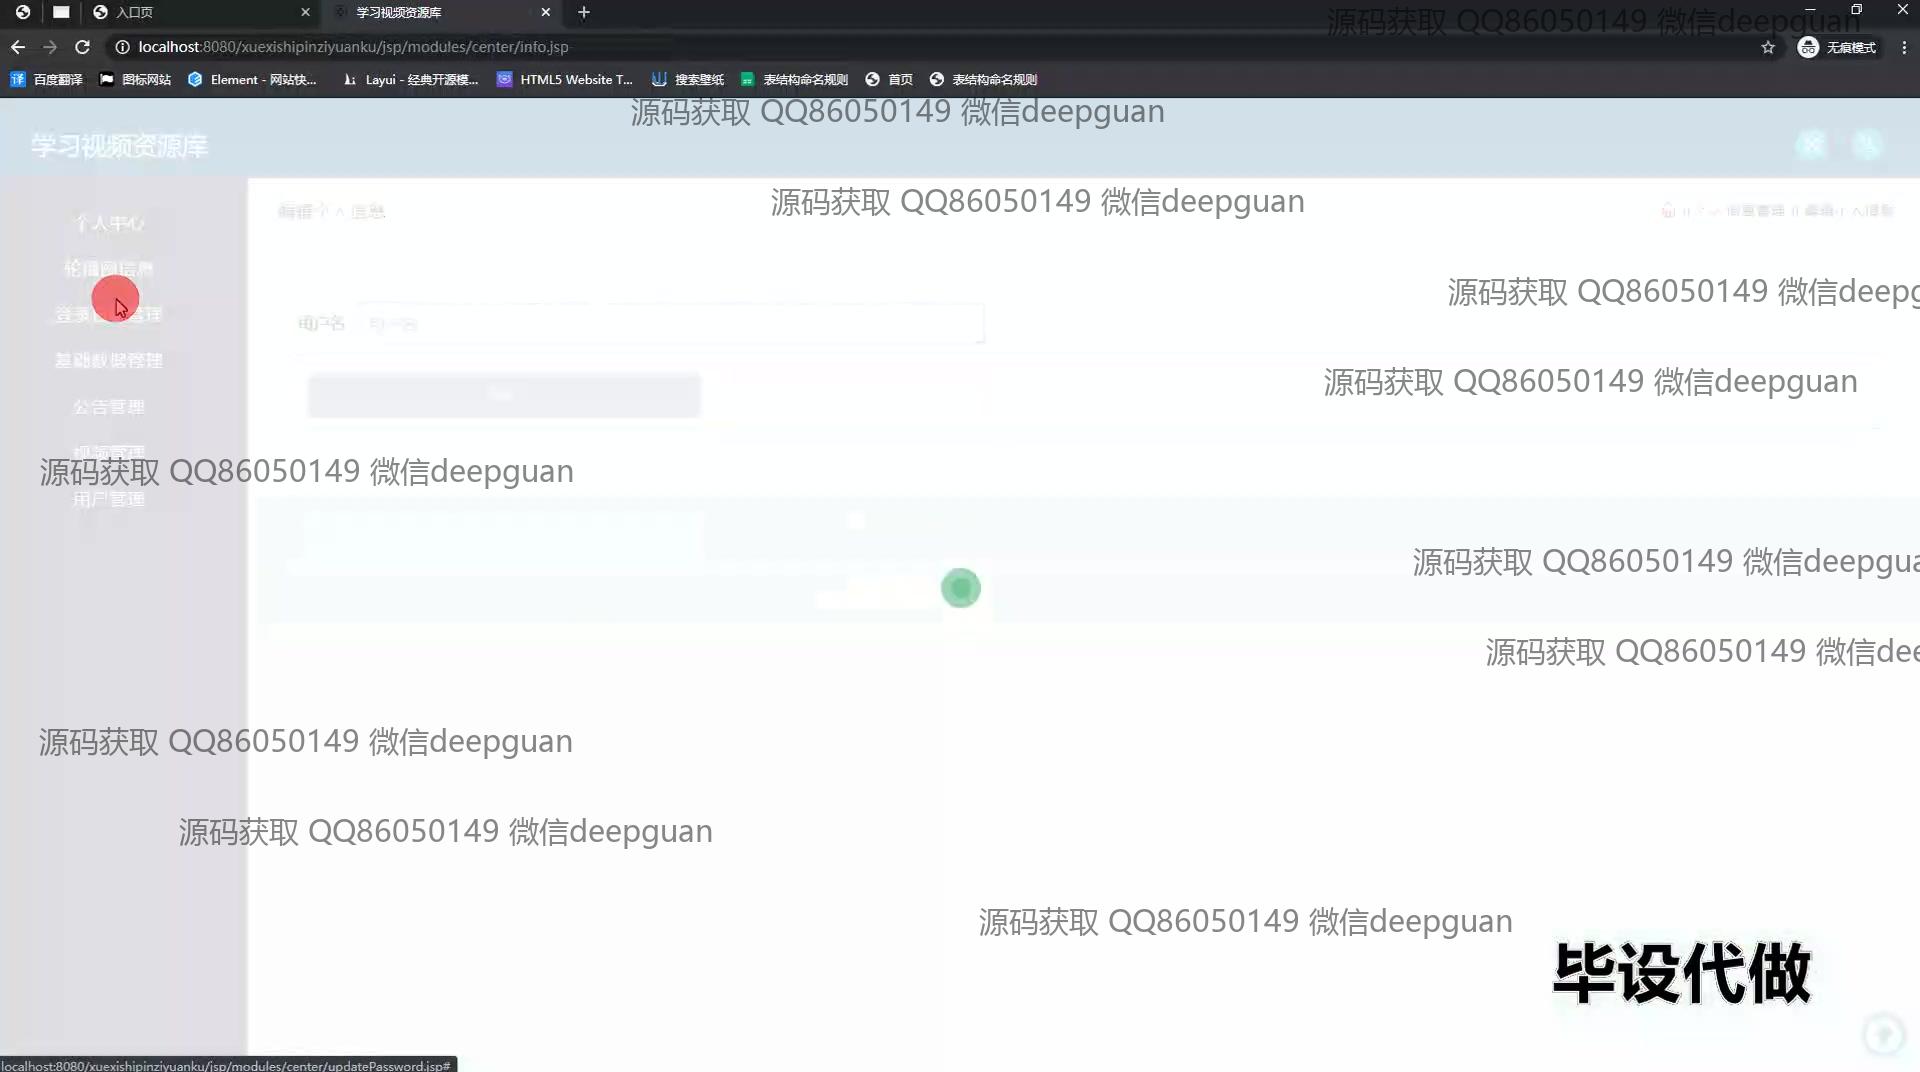 入口页
学习视频资源库
源码获取 QQ86050149 微信deepguan
localhost:8080/xuexishipinziyuanku/jsp/modules/center/info.jsp
无痕模式
百度翻译
图标网站
Element - 网站快...
Layui - 经典开源模...
HTML5 Website T...
搜索壁纸
表结构命名规则
首页
表结构命名规则
源码获取 QQ86050149 微信deepguan
学习视频资源库
源码获取 QQ86050149 微信deepguan
编辑个人信息
个人中心
轮播图信息
源码获取 QQ86050149 微信deepg
用户名
基础数据管理
源码获取 QQ86050149 微信deepguan
公告管理
视频管理
源码获取 QQ86050149 微信deepguan
用户管理
源码获取 QQ86050149 微信deepgua
源码获取 QQ86050149 微信dee
源码获取 QQ86050149 微信deepguan
源码获取 QQ86050149 微信deepguan
源码获取 QQ86050149 微信deepguan
毕设代做
localhost:8080/xuexishipinziyuanku/jsp/modules/center/updatePassword.jsp#